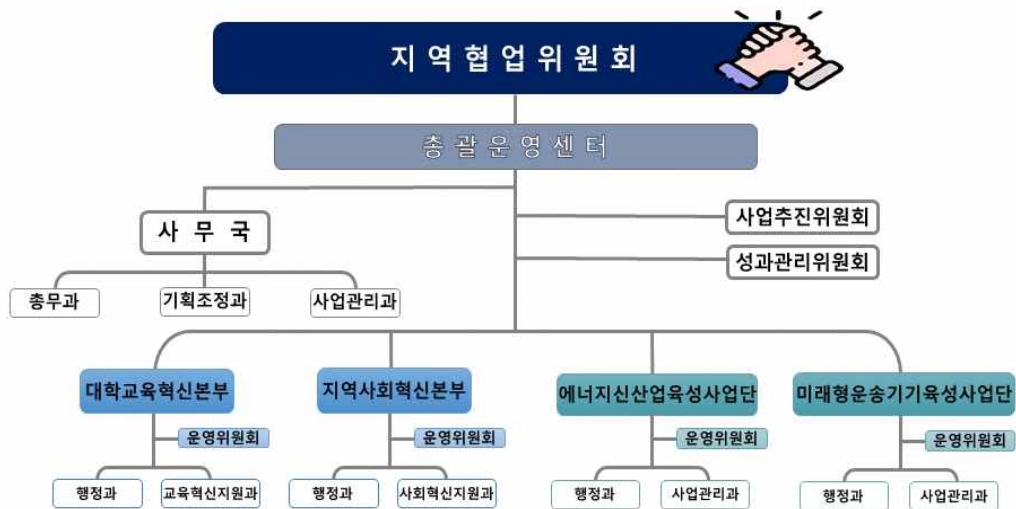 지역협업위원회
총괄운영센터
사무국
사업추진위원회
성과관리위원회
총무과
기획조정과
사업관리과
대학교육혁신본부
지역사회혁신본부
에너지신산업육성사업단
미래형운송기기육성사업단
운영위원회
운영위원회
운영위원회
운영위원회
행정과
교육혁신지원과
행정과
사회혁신지원과
행정과
사업관리과
행정과
사업관리과